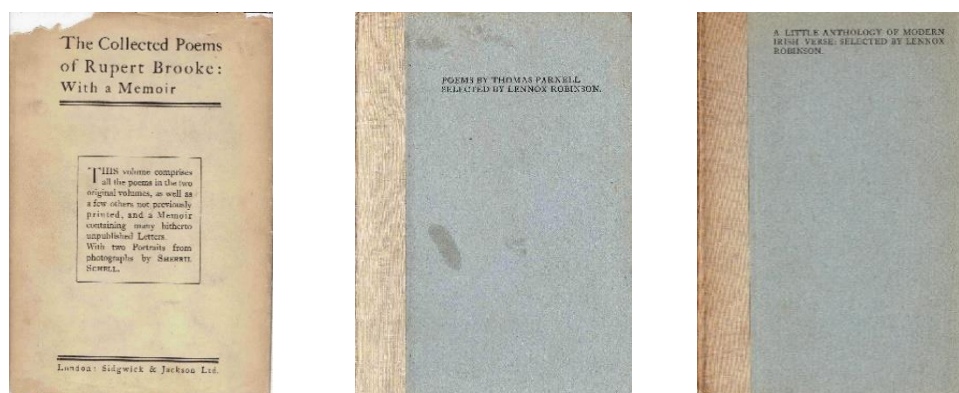 The Collected Poems
of Rupert Brooke:
With a Memoir
THIS volume comprises
all the poems in the two
original volumes, as well as
a few others not previously
printed, and a Memoir
containing many hitherto
unpublished Letters.
With two Portraits from
photographs by SHERRIL
SCHELL.
London: Sidgwick & Jackson Ltd.
POEMS BY THOMAS PARNELL
SELECTED BY LENNOX ROBINSON.
A LITTLE ANTHOLOGY OF MODERN
IRISH VERSE: SELECTED BY LENNOX
ROBINSON.